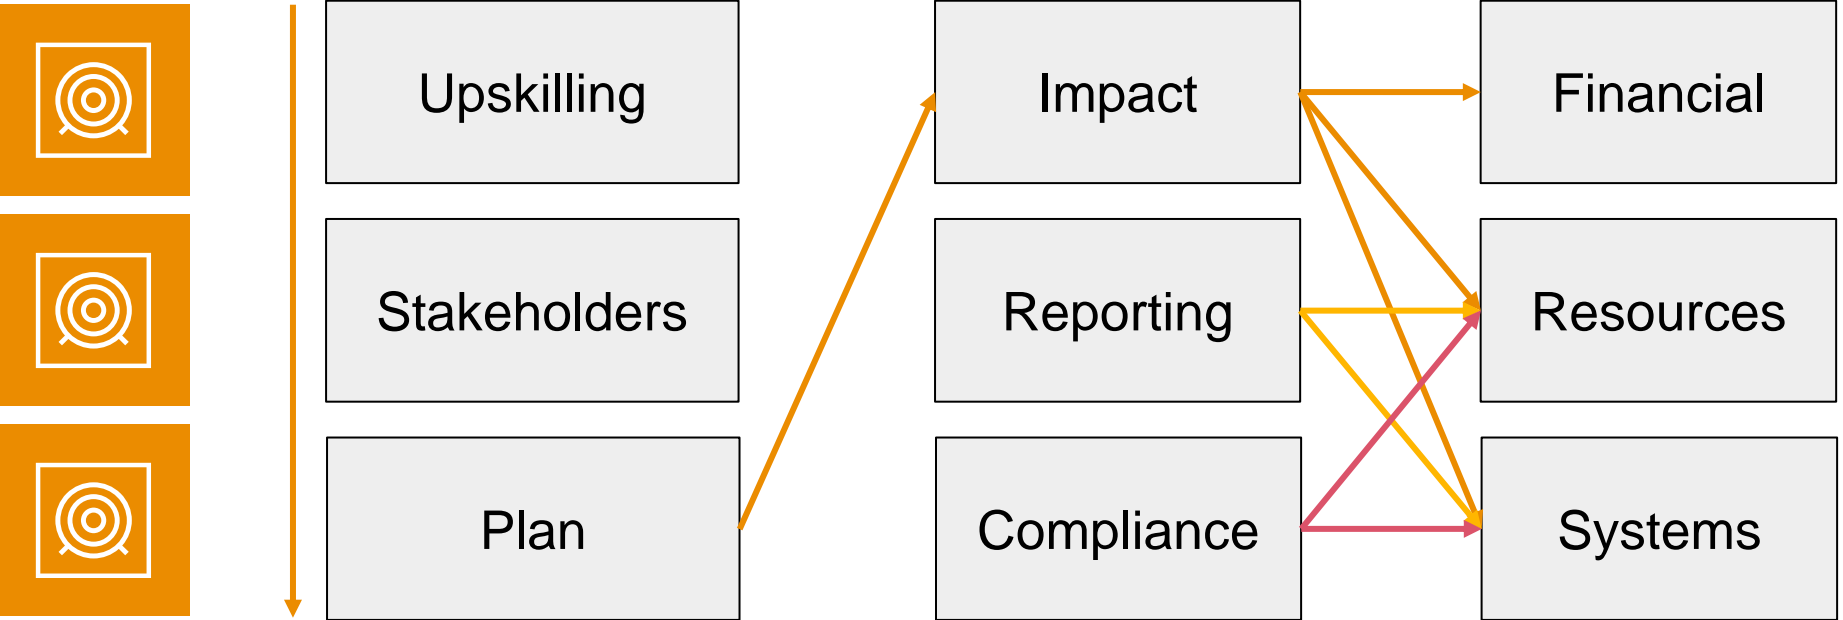 Upskilling
Impact
Financial
Stakeholders
Reporting
Resources
Plan
Compliance
Systems